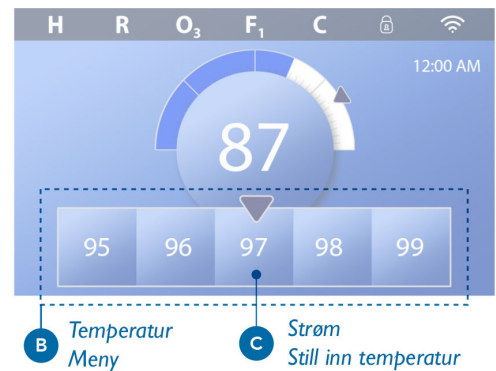 H R O₃ F₁ C
12:00 AM
87
95 96 97 98 99
B Temperatur
Meny
C Strøm
Still inn temperatur